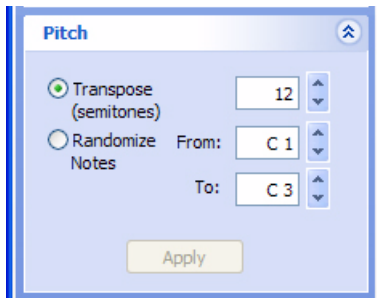 Pitch
Transpose 12
(semitones)
Randomize From: C 1
Notes
To: C 3
Apply